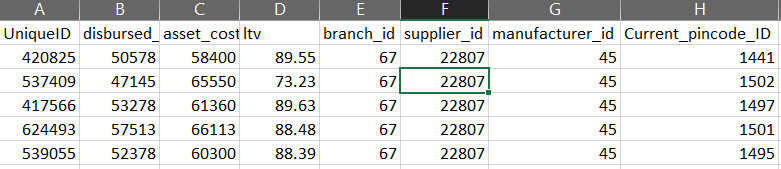 A B C D E F G H
UniqueID disbursed_ asset_cost ltv branch_id supplier_id manufacturer_id Current_pincode_ID
420825 50578 58400 89.55 67 22807 45 1441
537409 47145 65550 73.23 67 22807 45 1502
417566 53278 61360 89.63 67 22807 45 1497
624493 57513 66113 88.48 67 22807 45 1501
539055 52378 60300 88.39 67 22807 45 1495